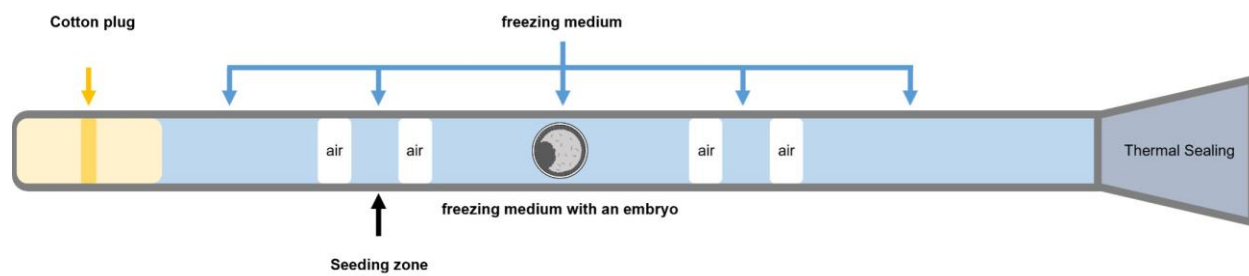 Cotton plug
freezing medium
air
air
air
air
Thermal Sealing
freezing medium with an embryo
Seeding zone